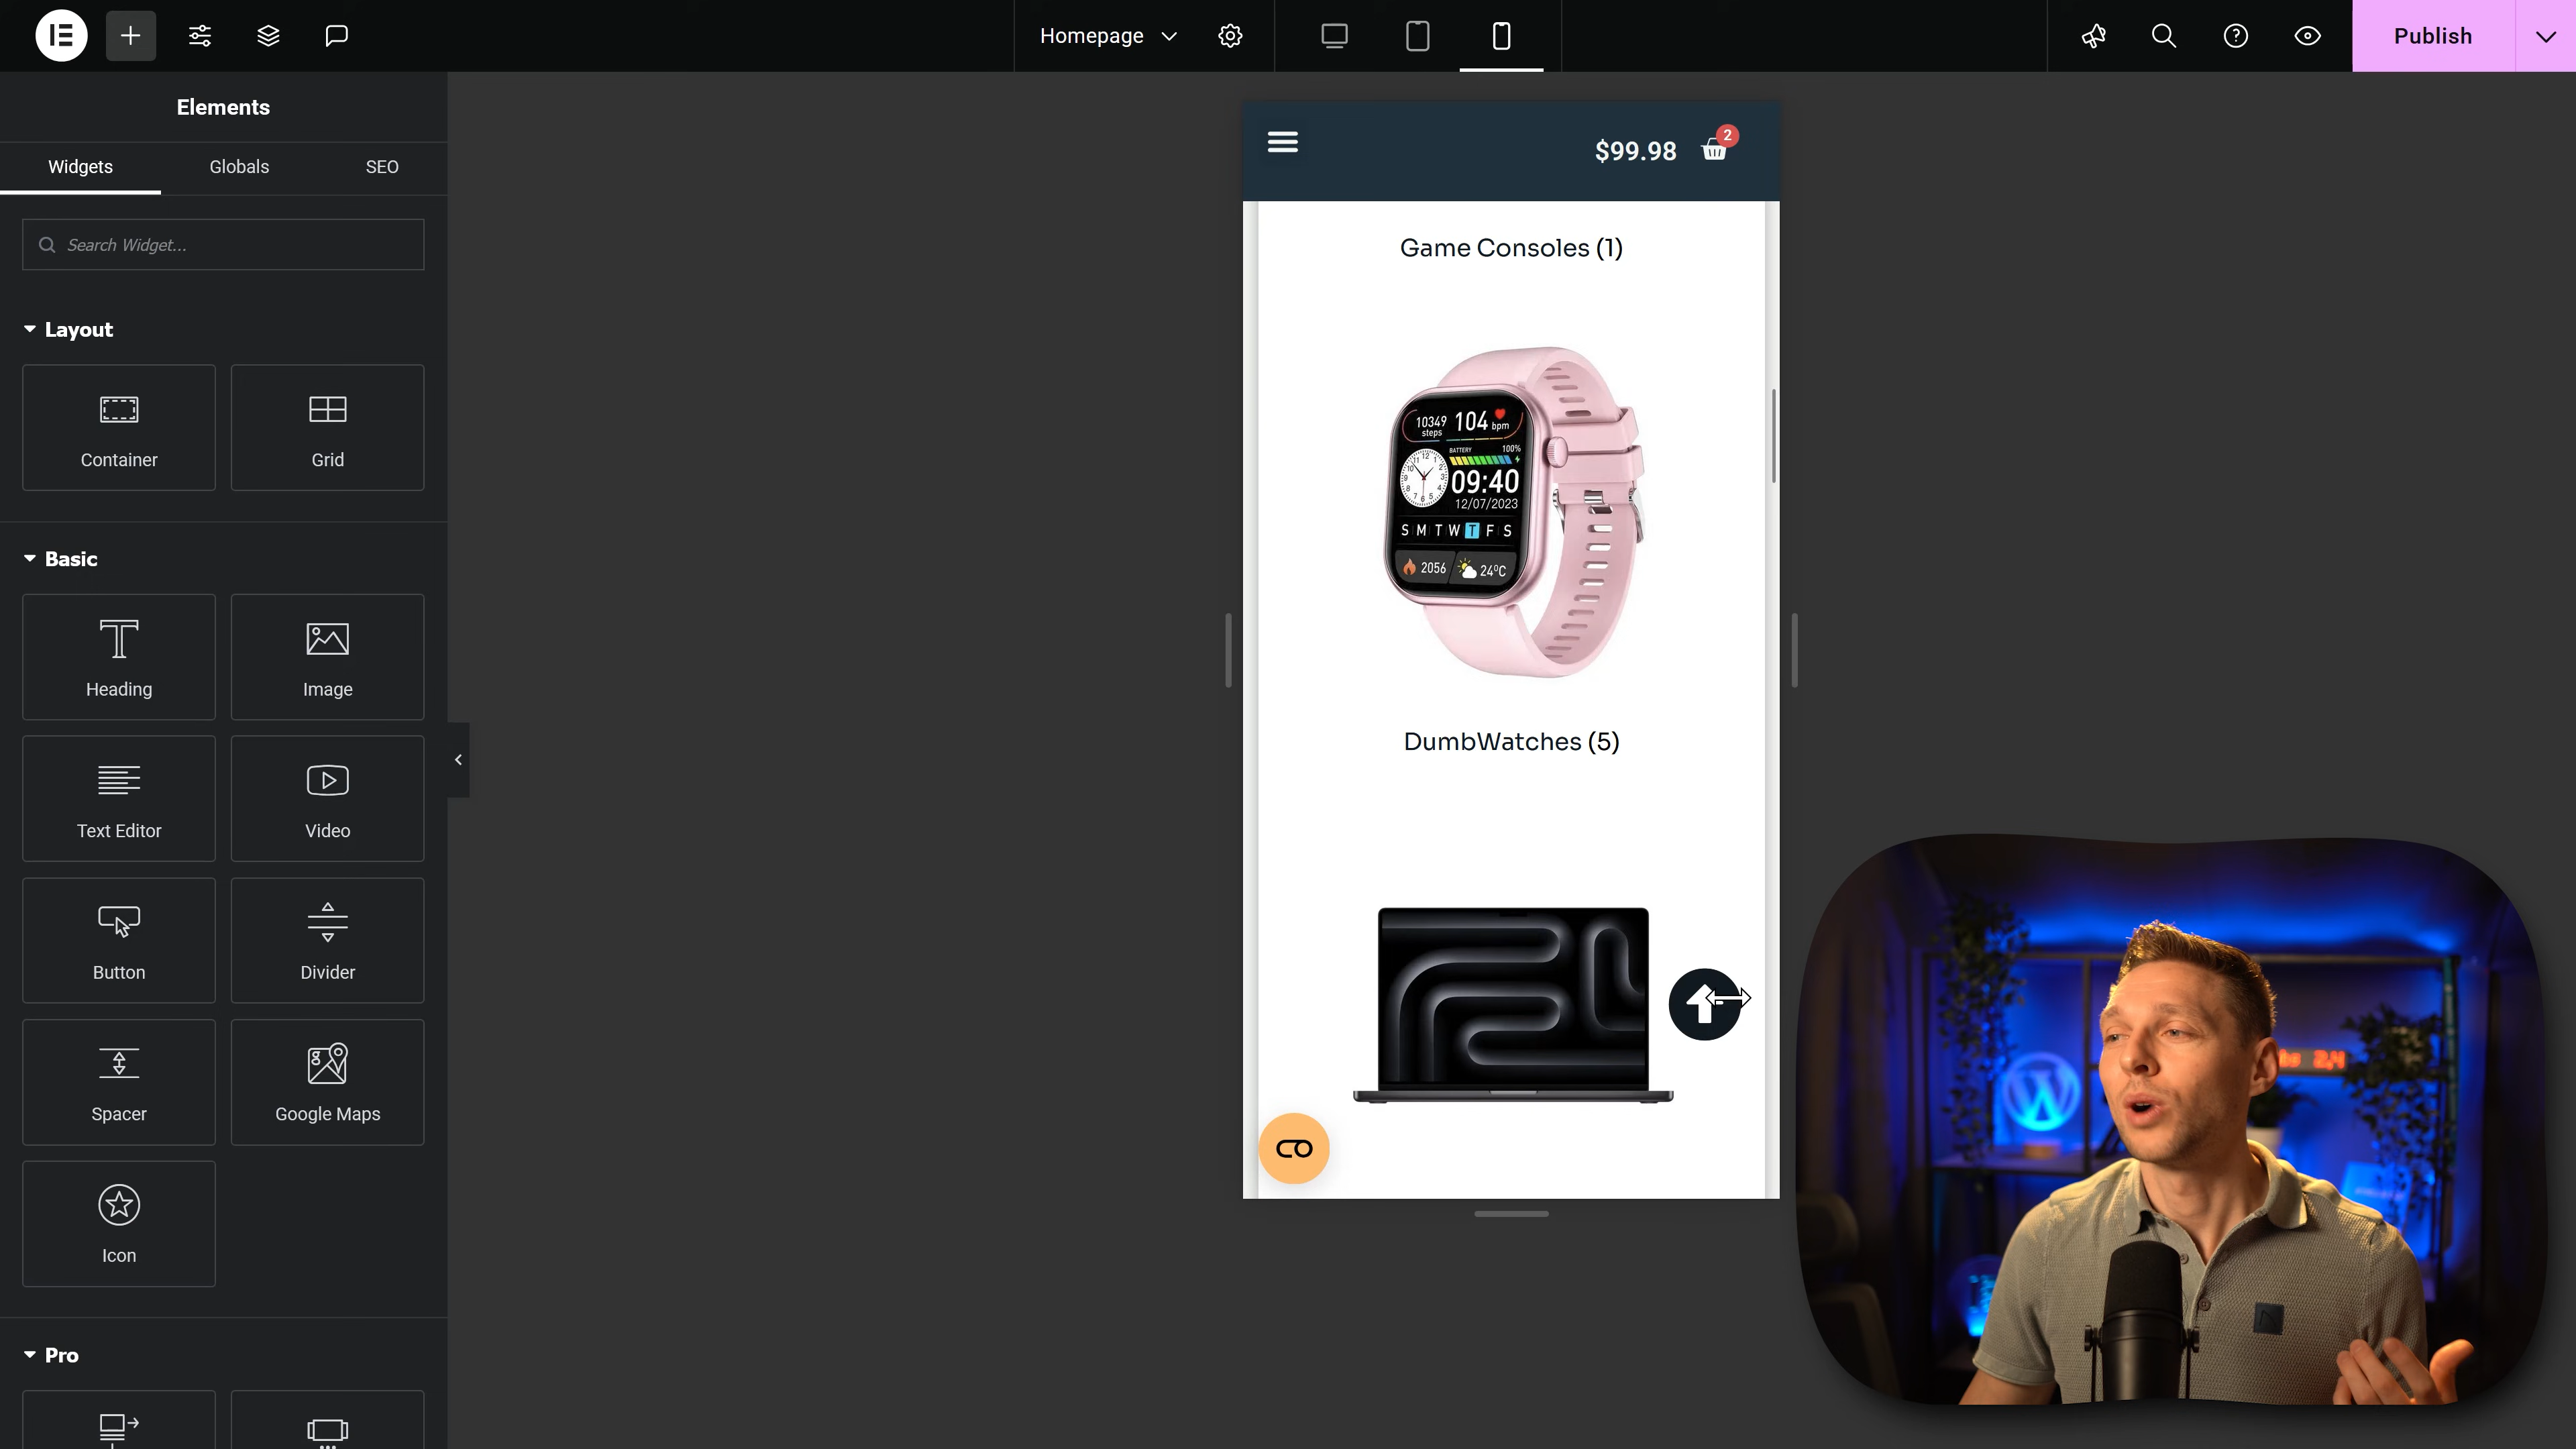 Homepage
Publish
Elements
Widgets
Globals
SEO
Search Widget...
Layout
Container
Grid
Basic
Heading
Image
Text Editor
Video
Button
Divider
Spacer
Google Maps
Icon
Pro
$99.98
2
Game Consoles (1)
10349
steps
104 bpm
BATTERY 100%
09:40
12/07/2023
S M T W T F S
2056
24°C
DumbWatches (5)